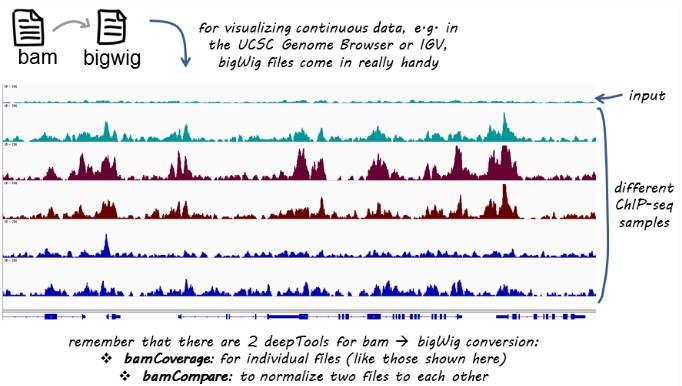 for visualizing continuous data, e.g. in
the UCSC Genome Browser or IGV,
bigWig files come in really handy
bam
bigwig
input
different
ChIP-seq
samples
remember that there are 2 deepTools for bam → bigWig conversion:
❖ bamCoverage: for individual files (like those shown here)
❖ bamCompare: to normalize two files to each other